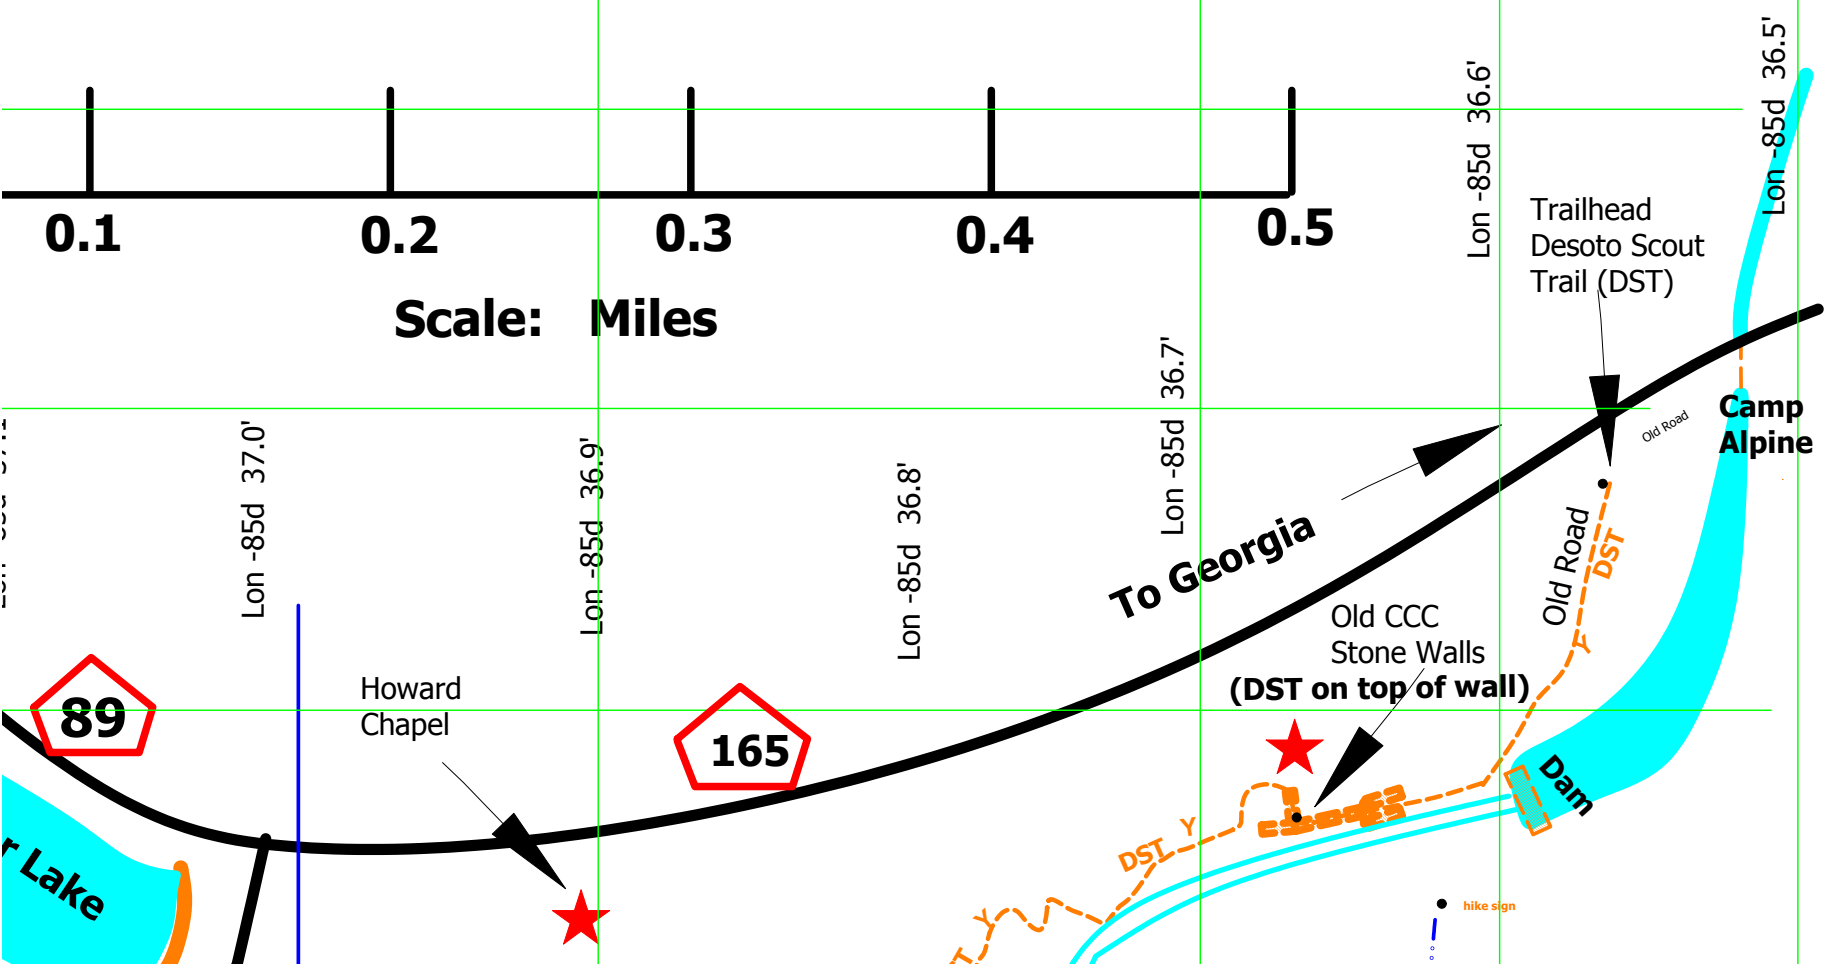 Lon -85d 36.5'
Lon -85d 36.6'
0.1 0.2 0.3 0.4 0.5
Trailhead
Desoto Scout
Trail (DST)
Scale: Miles
Lon -85d 36.7'
Camp
Alpine
Old Road
Lon -85d 37.0'
Lon -85d 36.9'
Lon -85d 36.8'
To Georgia
Old Road
DST
Y
Old CCC
Stone Walls
(DST on top of wall)
Howard
Chapel
89
165
Dam
Y
DST
Lake
Y
hike sign